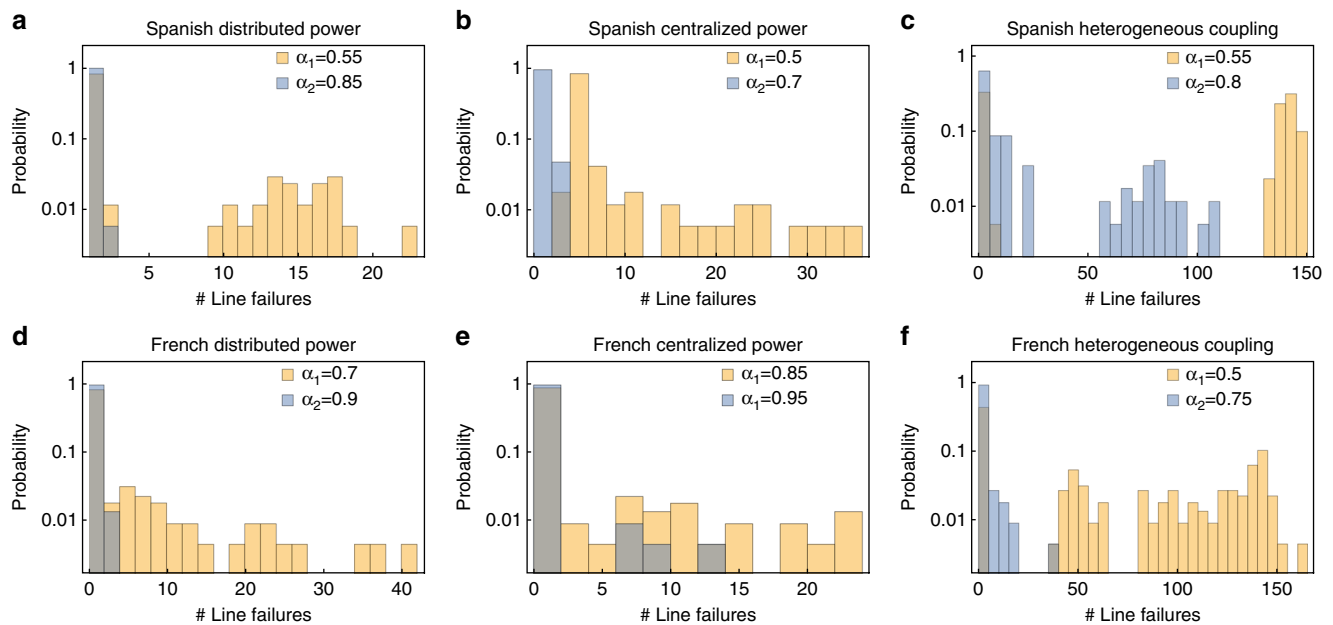 a
Spanish distributed power
α1=0.55
α2=0.85
Probability
1
0.1
0.01
5 10 15 20
# Line failures
b
Spanish centralized power
α1=0.5
α2=0.7
Probability
1
0.1
0.01
0 10 20 30
# Line failures
c
Spanish heterogeneous coupling
α1=0.55
α2=0.8
Probability
1
0.1
0.01
0 50 100 150
# Line failures
d
French distributed power
α1=0.7
α2=0.9
Probability
1
0.1
0.01
0 10 20 30 40
# Line failures
e
French centralized power
α1=0.85
α1=0.95
Probability
1
0.1
0.01
0 5 10 15 20
# Line failures
f
French heterogeneous coupling
α1=0.5
α2=0.75
Probability
1
0.1
0.01
0 50 100 150
# Line failures